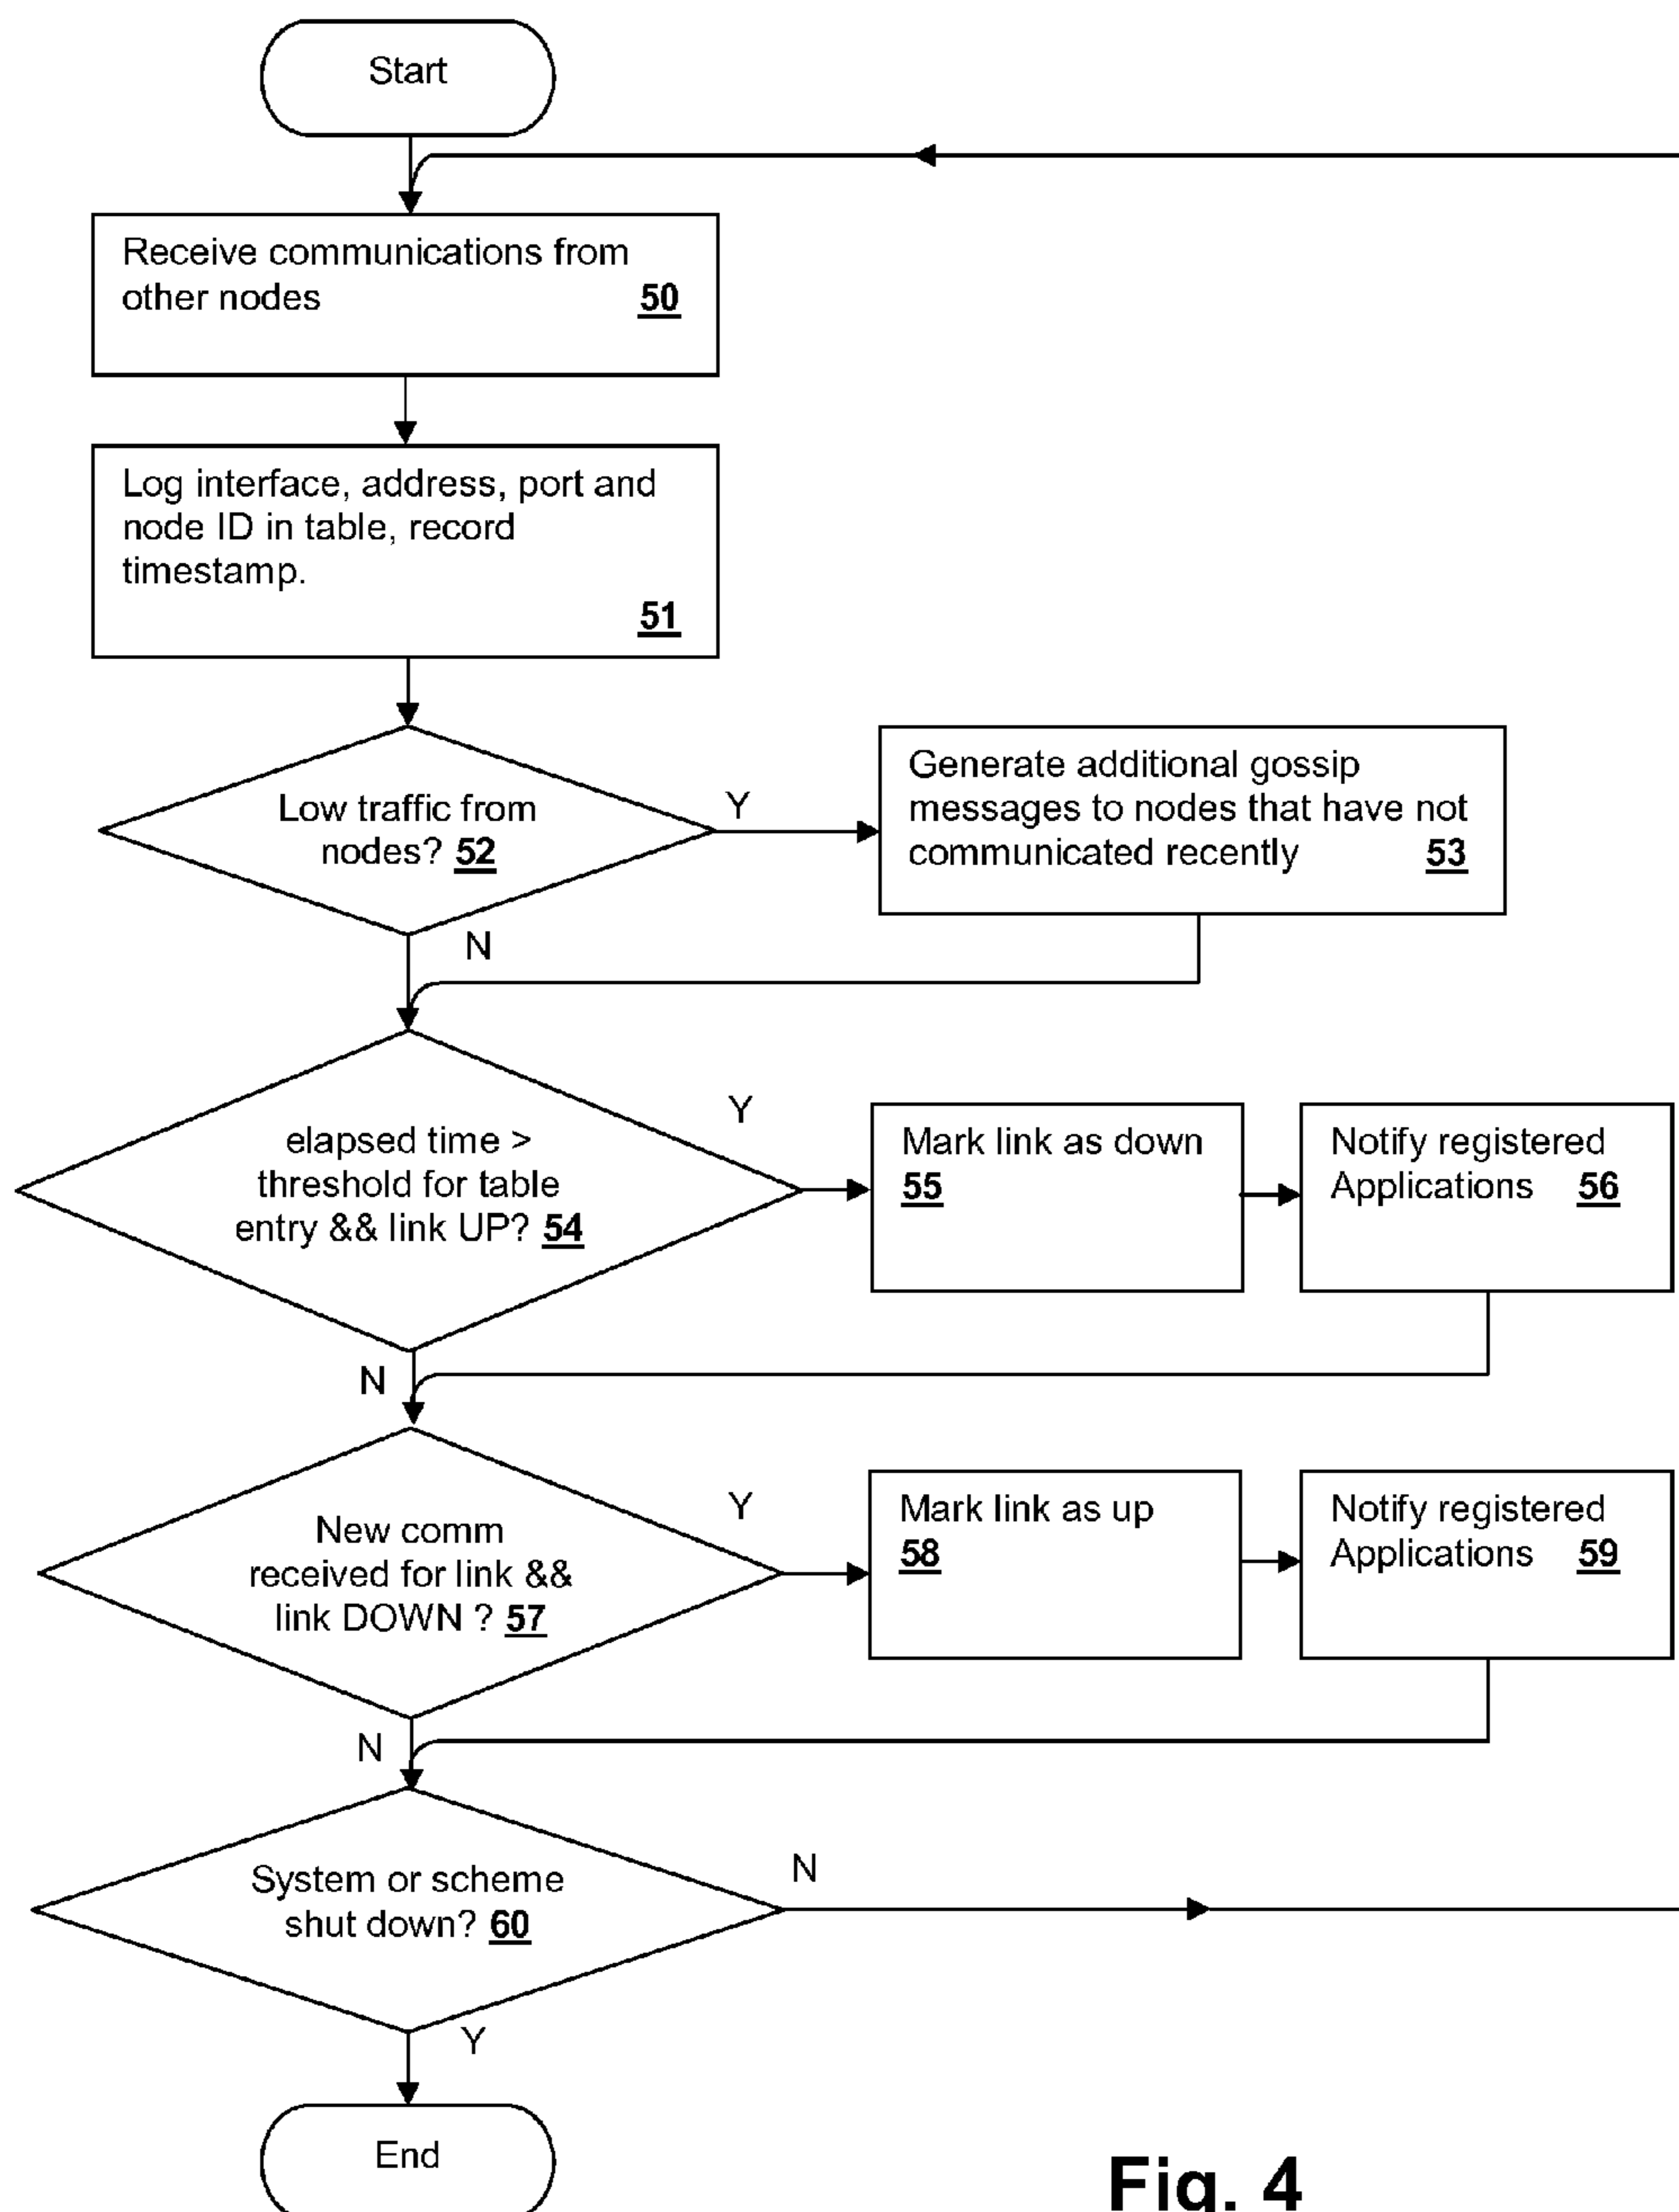 Start
Receive communications from
other nodes 50
Log interface, address, port and
node ID in table, record
timestamp.
51
Low traffic from
nodes? 52
Y
Generate additional gossip
messages to nodes that have not
communicated recently 53
N
elapsed time >
threshold for table
entry && link UP? 54
Y
Mark link as down
55
Notify registered
Applications 56
N
New comm
received for link &&
link DOWN ? 57
Y
Mark link as up
58
Notify registered
Applications 59
N
System or scheme
shut down? 60
N
Y
End
Fig. 4